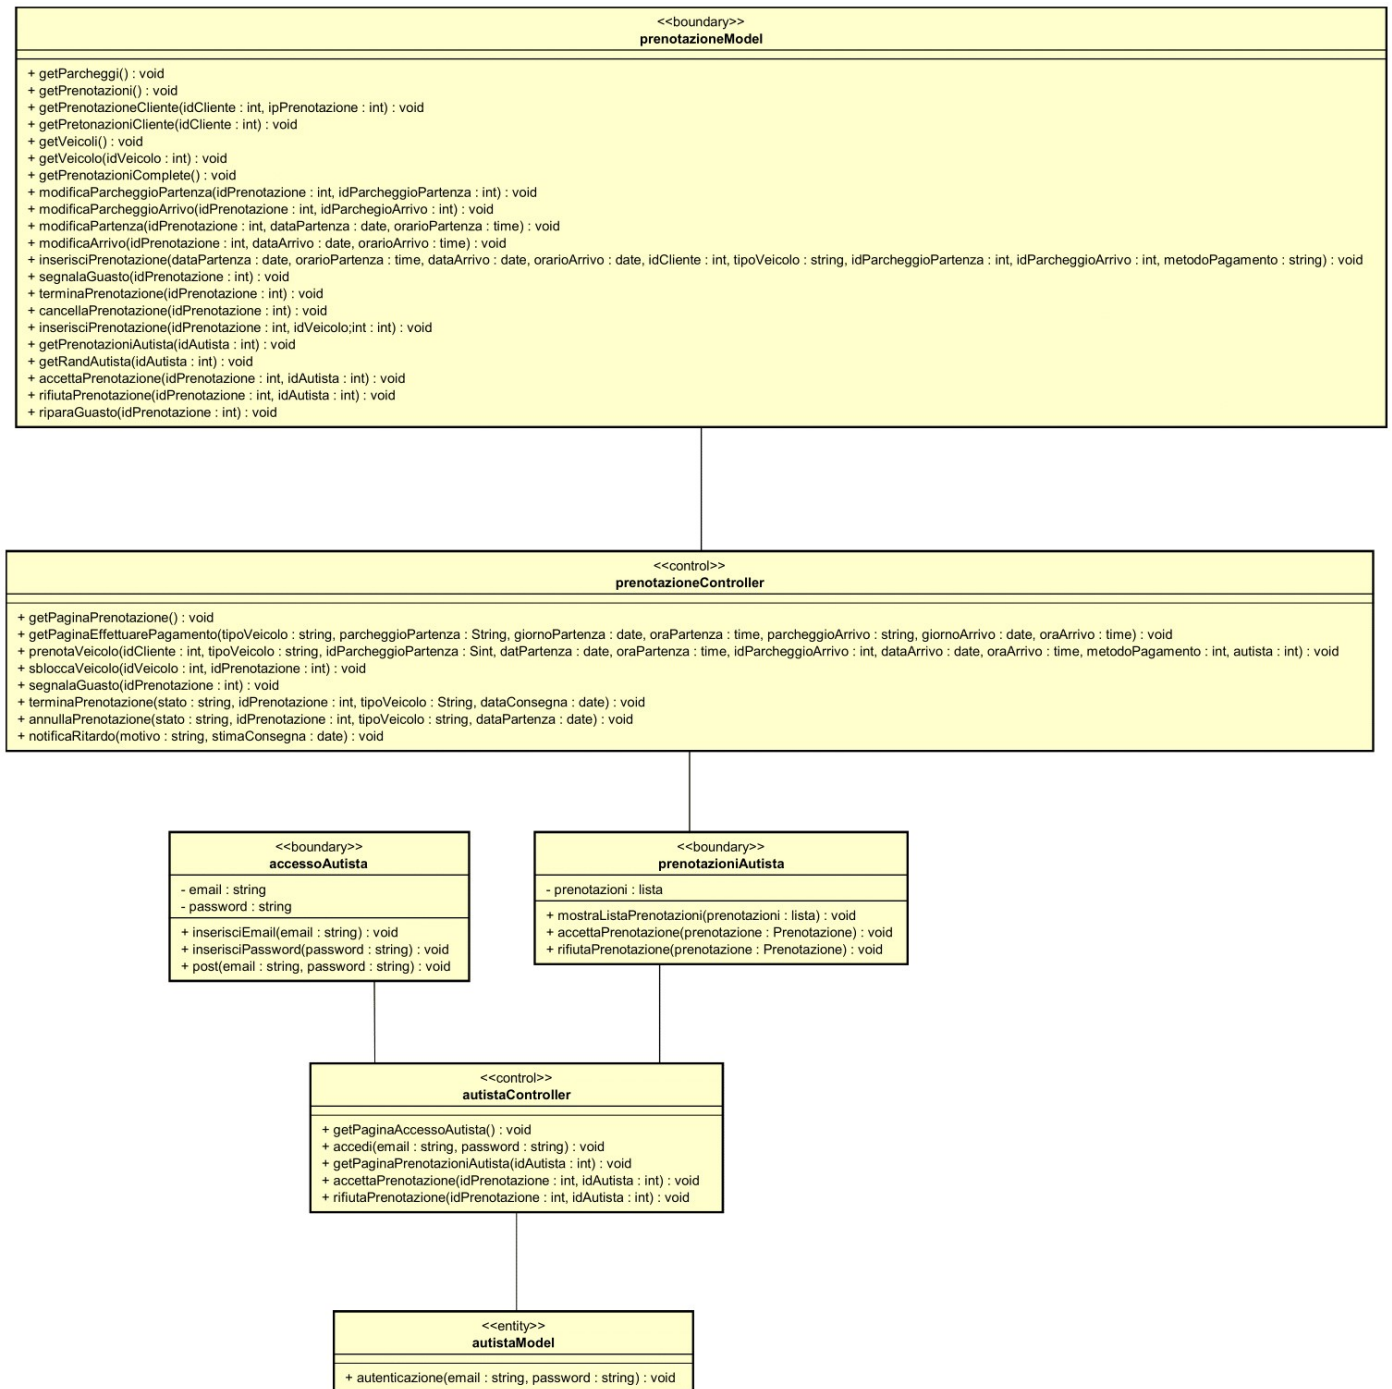 <<boundary>>
prenotazioneModel
+ getParcheggi() : void
+ getPrenotazioni() : void
+ getPrenotazioneCliente(idCliente : int, ipPrenotazione : int) : void
+ getPretonazioniCliente(idCliente : int) : void
+ getVeicoli() : void
+ getVeicolo(idVeicolo : int) : void
+ getPrenotazioniComplete() : void
+ modificaParcheggioPartenza(idPrenotazione : int, idParcheggioPartenza : int) : void
+ modificaParcheggioArrivo(idPrenotazione : int, idParchegioArrivo : int) : void
+ modificaPartenza(idPrenotazione : int, dataPartenza : date, orarioPartenza : time) : void
+ modificaArrivo(idPrenotazione : int, dataArrivo : date, orarioArrivo : time) : void
+ inserisciPrenotazione(dataPartenza : date, orarioPartenza : time, dataArrivo : date, orarioArrivo : date, idCliente : int, tipoVeicolo : string, idParcheggioPartenza : int, idParcheggioArrivo : int, metodoPagamento : string) : void
+ segnalaGuasto(idPrenotazione : int) : void
+ terminaPrenotazione(idPrenotazione : int) : void
+ cancellaPrenotazione(idPrenotazione : int) : void
+ inserisciPrenotazione(idPrenotazione : int, idVeicolo;int : int) : void
+ getPrenotazioniAutista(idAutista : int) : void
+ getRandAutista(idAutista : int) : void
+ accettaPrenotazione(idPrenotazione : int, idAutista : int) : void
+ rifiutaPrenotazione(idPrenotazione : int, idAutista : int) : void
+ riparaGuasto(idPrenotazione : int) : void
<<control>>
prenotazioneController
+ getPaginaPrenotazione() : void
+ getPaginaEffettuarePagamento(tipoVeicolo : string, parcheggioPartenza : String, giornoPartenza : date, oraPartenza : time, parcheggioArrivo : string, giornoArrivo : date, oraArrivo : time) : void
+ prenotaVeicolo(idCliente : int, tipoVeicolo : string, idParcheggioPartenza : Sint, datPartenza : date, oraPartenza : time, idParcheggioArrivo : int, dataArrivo : date, oraArrivo : time, metodoPagamento : int, autista : int) : void
+ sbloccaVeicolo(idVeicolo : int, idPrenotazione : int) : void
+ segnalaGuasto(idPrenotazione : int) : void
+ terminaPrenotazione(stato : string, idPrenotazione : int, tipoVeicolo : String, dataConsegna : date) : void
+ annullaPrenotazione(stato : string, idPrenotazione : int, tipoVeicolo : string, dataPartenza : date) : void
+ notificaRitardo(motivo : string, stimaConsegna : date) : void
<<boundary>>
accessoAutista
- email : string
- password : string
+ inserisciEmail(email : string) : void
+ inserisciPassword(password : string) : void
+ post(email : string, password : string) : void
<<boundary>>
prenotazioniAutista
- prenotazioni : lista
+ mostraListaPrenotazioni(prenotazioni : lista) : void
+ accettaPrenotazione(prenotazione : Prenotazione) : void
+ rifiutaPrenotazione(prenotazione : Prenotazione) : void
<<control>>
autistaController
+ getPaginaAccessoAutista() : void
+ accedi(email : string, password : string) : void
+ getPaginaPrenotazioniAutista(idAutista : int) : void
+ accettaPrenotazione(idPrenotazione : int, idAutista : int) : void
+ rifiutaPrenotazione(idPrenotazione : int, idAutista : int) : void
<<entity>>
autistaModel
+ autenticazione(email : string, password : string) : void